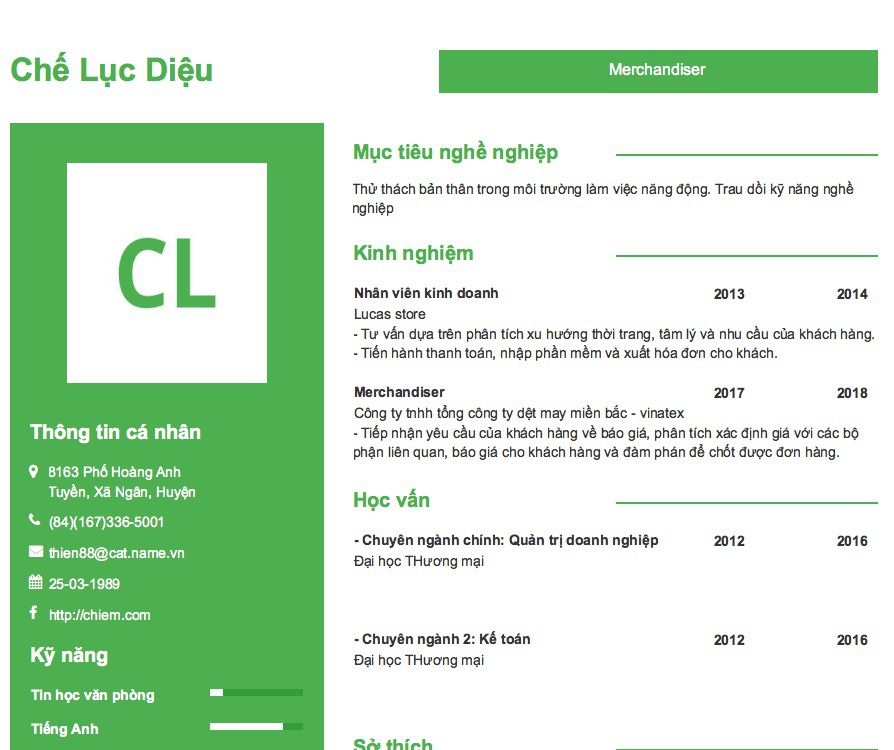 Chế Lục Diệu
Merchandiser
CL
Thông tin cá nhân
8163 Phố Hoàng Anh
Tuyền, Xã Ngân, Huyện
(84)(167)336-5001
thien88@cat.name.vn
25-03-1989
http://chiem.com
Kỹ năng
Tin học văn phòng
Tiếng Anh
Mục tiêu nghề nghiệp
Thử thách bản thân trong môi trường làm việc năng động. Trau dồi kỹ năng nghề
nghiệp
Kinh nghiệm
Nhân viên kinh doanh 2013 2014
Lucas store
- Tư vấn dựa trên phân tích xu hướng thời trang, tâm lý và nhu cầu của khách hàng.
- Tiến hành thanh toán, nhập phần mềm và xuất hóa đơn cho khách.
Merchandiser 2017 2018
Công ty tnhh tổng công ty dệt may miền bắc - vinatex
- Tiếp nhận yêu cầu của khách hàng về báo giá, phân tích xác định giá với các bộ
phận liên quan, báo giá cho khách hàng và đàm phán để chốt được đơn hàng.
Học vấn
- Chuyên ngành chính: Quản trị doanh nghiệp 2012 2016
Đại học THương mại
- Chuyên ngành 2: Kế toán 2012 2016
Đại học THương mại
Sở thích